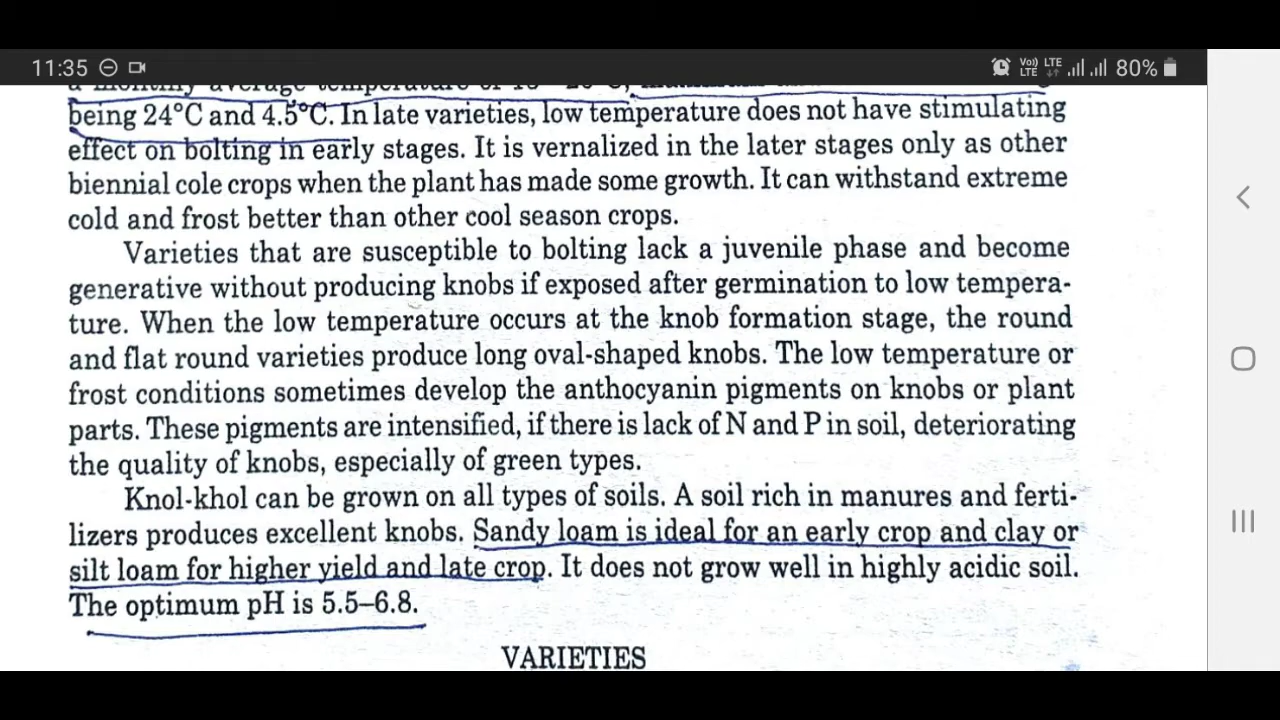 11:35
Vo) LTE
LTE 80%
a monthly average temperature of
being 24°C and 4.5°C. In late varieties, low temperature does not have stimulating
effect on bolting in early stages. It is vernalized in the later stages only as other
biennial cole crops when the plant has made some growth. It can withstand extreme
cold and frost better than other cool season crops.
Varieties that are susceptible to bolting lack a juvenile phase and become
generative without producing knobs if exposed after germination to low tempera-
ture. When the low temperature occurs at the knob formation stage, the round
and flat round varieties produce long oval-shaped knobs. The low temperature or
frost conditions sometimes develop the anthocyanin pigments on knobs or plant
parts. These pigments are intensified, if there is lack of N and P in soil, deteriorating
the quality of knobs, especially of green types.
Knol-khol can be grown on all types of soils. A soil rich in manures and ferti-
lizers produces excellent knobs. Sandy loam is ideal for an early crop and clay or
silt loam for higher yield and late crop. It does not grow well in highly acidic soil.
The optimum pH is 5.5–6.8.
VARIETIES